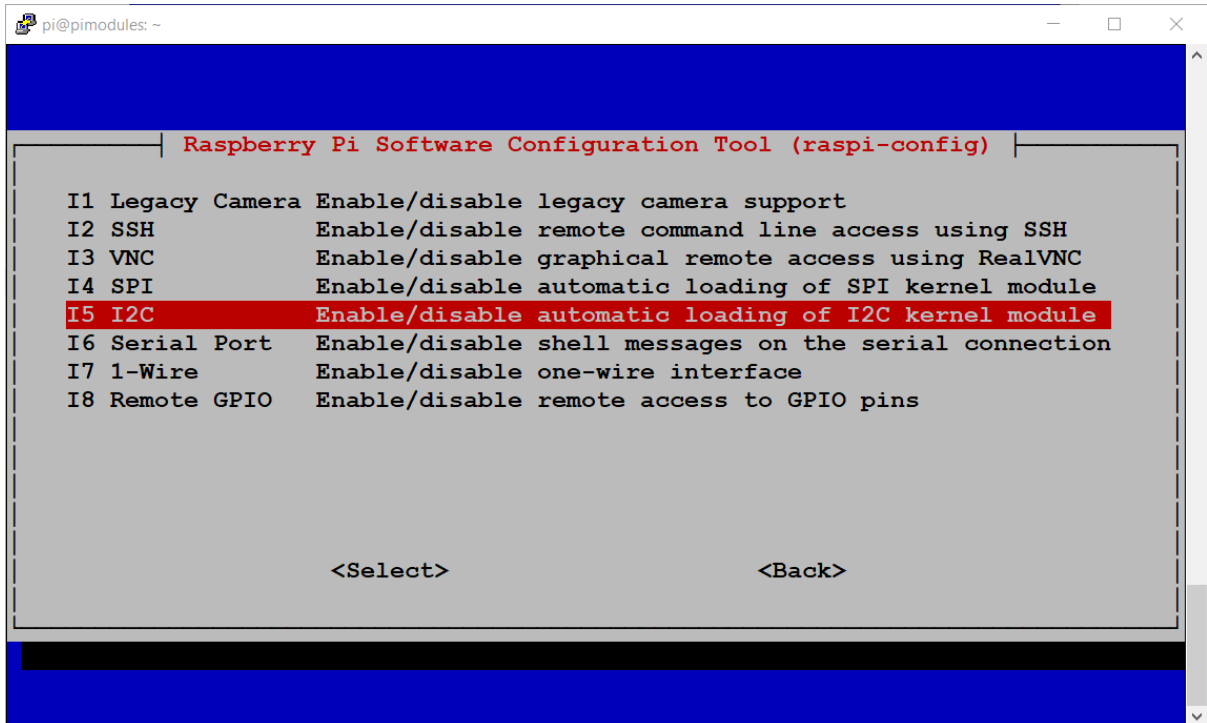 pi@pimodules: ~
Raspberry Pi Software Configuration Tool (raspi-config)
I1 Legacy Camera Enable/disable legacy camera support
I2 SSH Enable/disable remote command line access using SSH
I3 VNC Enable/disable graphical remote access using RealVNC
I4 SPI Enable/disable automatic loading of SPI kernel module
I5 I2C Enable/disable automatic loading of I2C kernel module
I6 Serial Port Enable/disable shell messages on the serial connection
I7 1-Wire Enable/disable one-wire interface
I8 Remote GPIO Enable/disable remote access to GPIO pins
<Select> <Back>